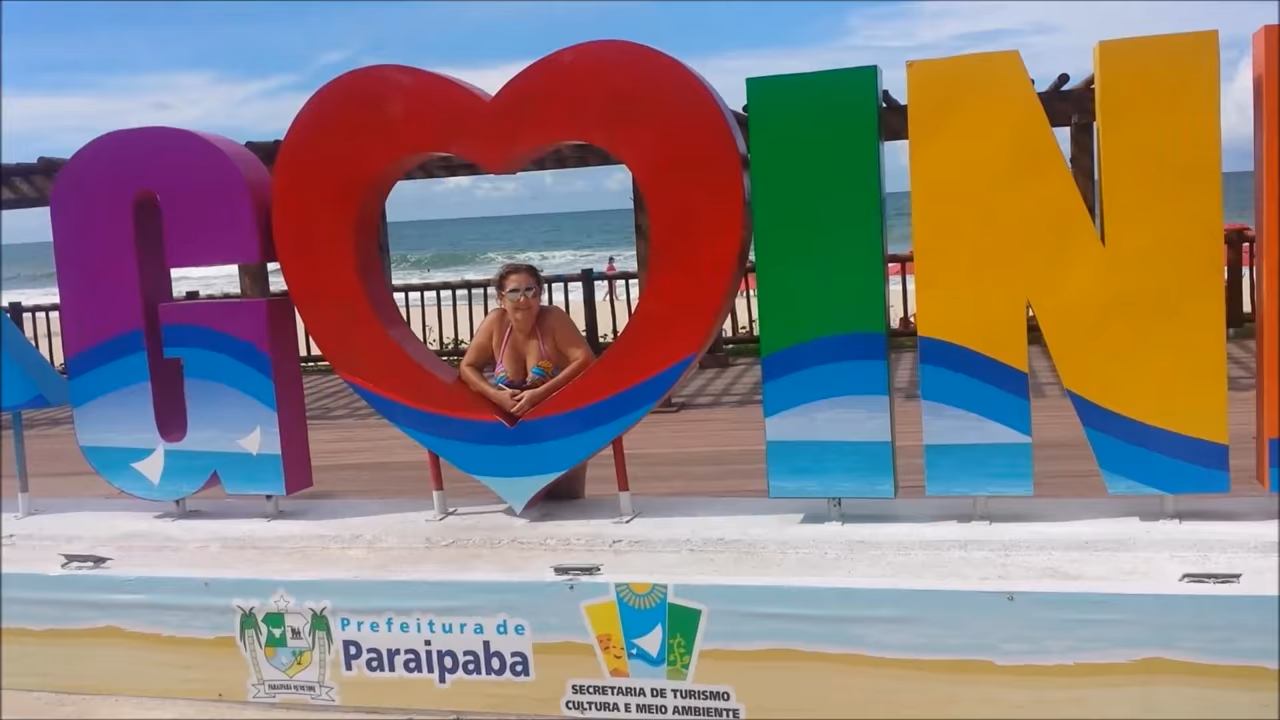 G IN
Prefeitura de
Paraipaba
SECRETARIA DE TURISMO
CULTURA E MEIO AMBIENTE